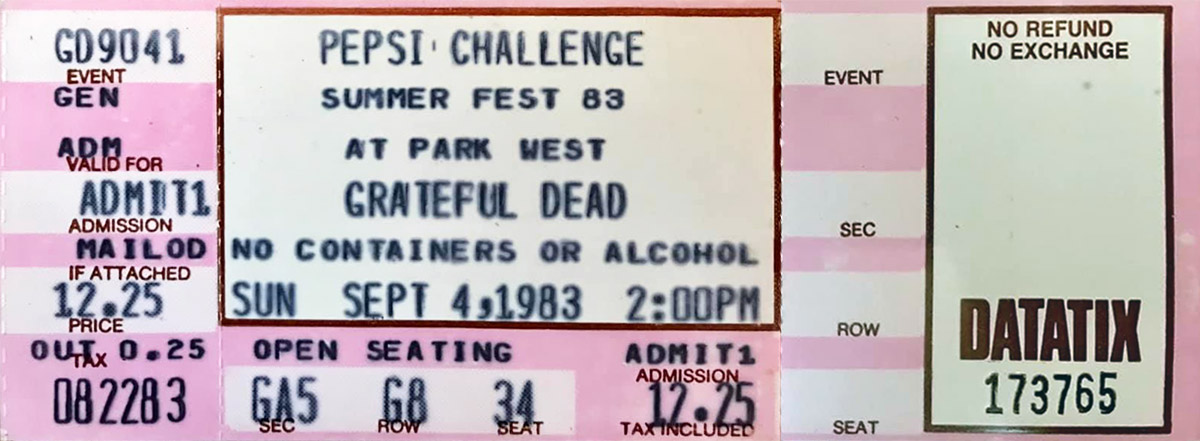 GD9041
EVENT
GEN
ADM
VALID FOR
ADMIT1
ADMISSION
MAILOD
IF ATTACHED
12.25
PRICE
OUT 0.25
TAX
082283
PEPSI CHALLENGE
SUMMER FEST 83
AT PARK WEST
GRATEFUL DEAD
NO CONTAINERS OR ALCOHOL
SUN SEPT 4,1983 2:00PM
OPEN SEATING ADMIT1
ADMISSION
GA5 G8 34 12.25
SEC ROW SEAT TAX INCLUDED
EVENT
SEC
ROW
SEAT
NO REFUND
NO EXCHANGE
DATATIX
173765